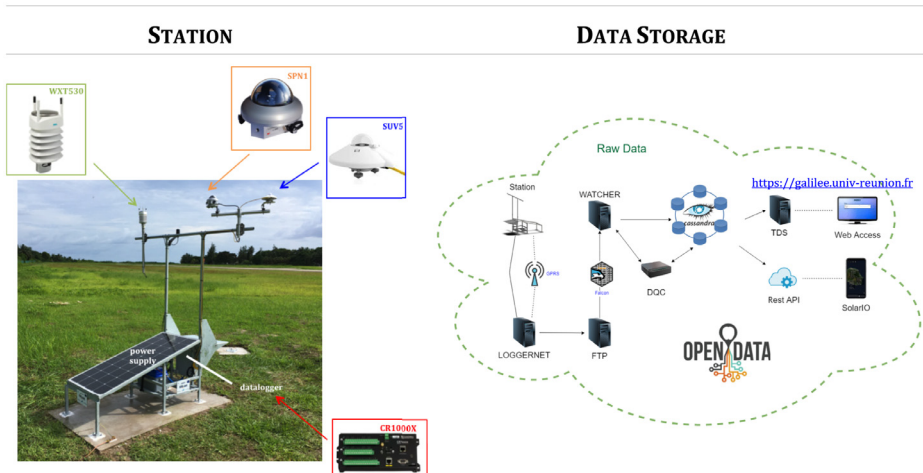 STATION
DATA STORAGE
WXT530
SPN1
SUV5
power
supply
datalogger
CR1000X
Raw Data
https://galilee.univ-reunion.fr
Station
WATCHER
cassandra
TDS
Web Access
GPRS
Falcon
DQC
Rest API
SolarIO
LOGGERNET
FTP
OPEN DATA